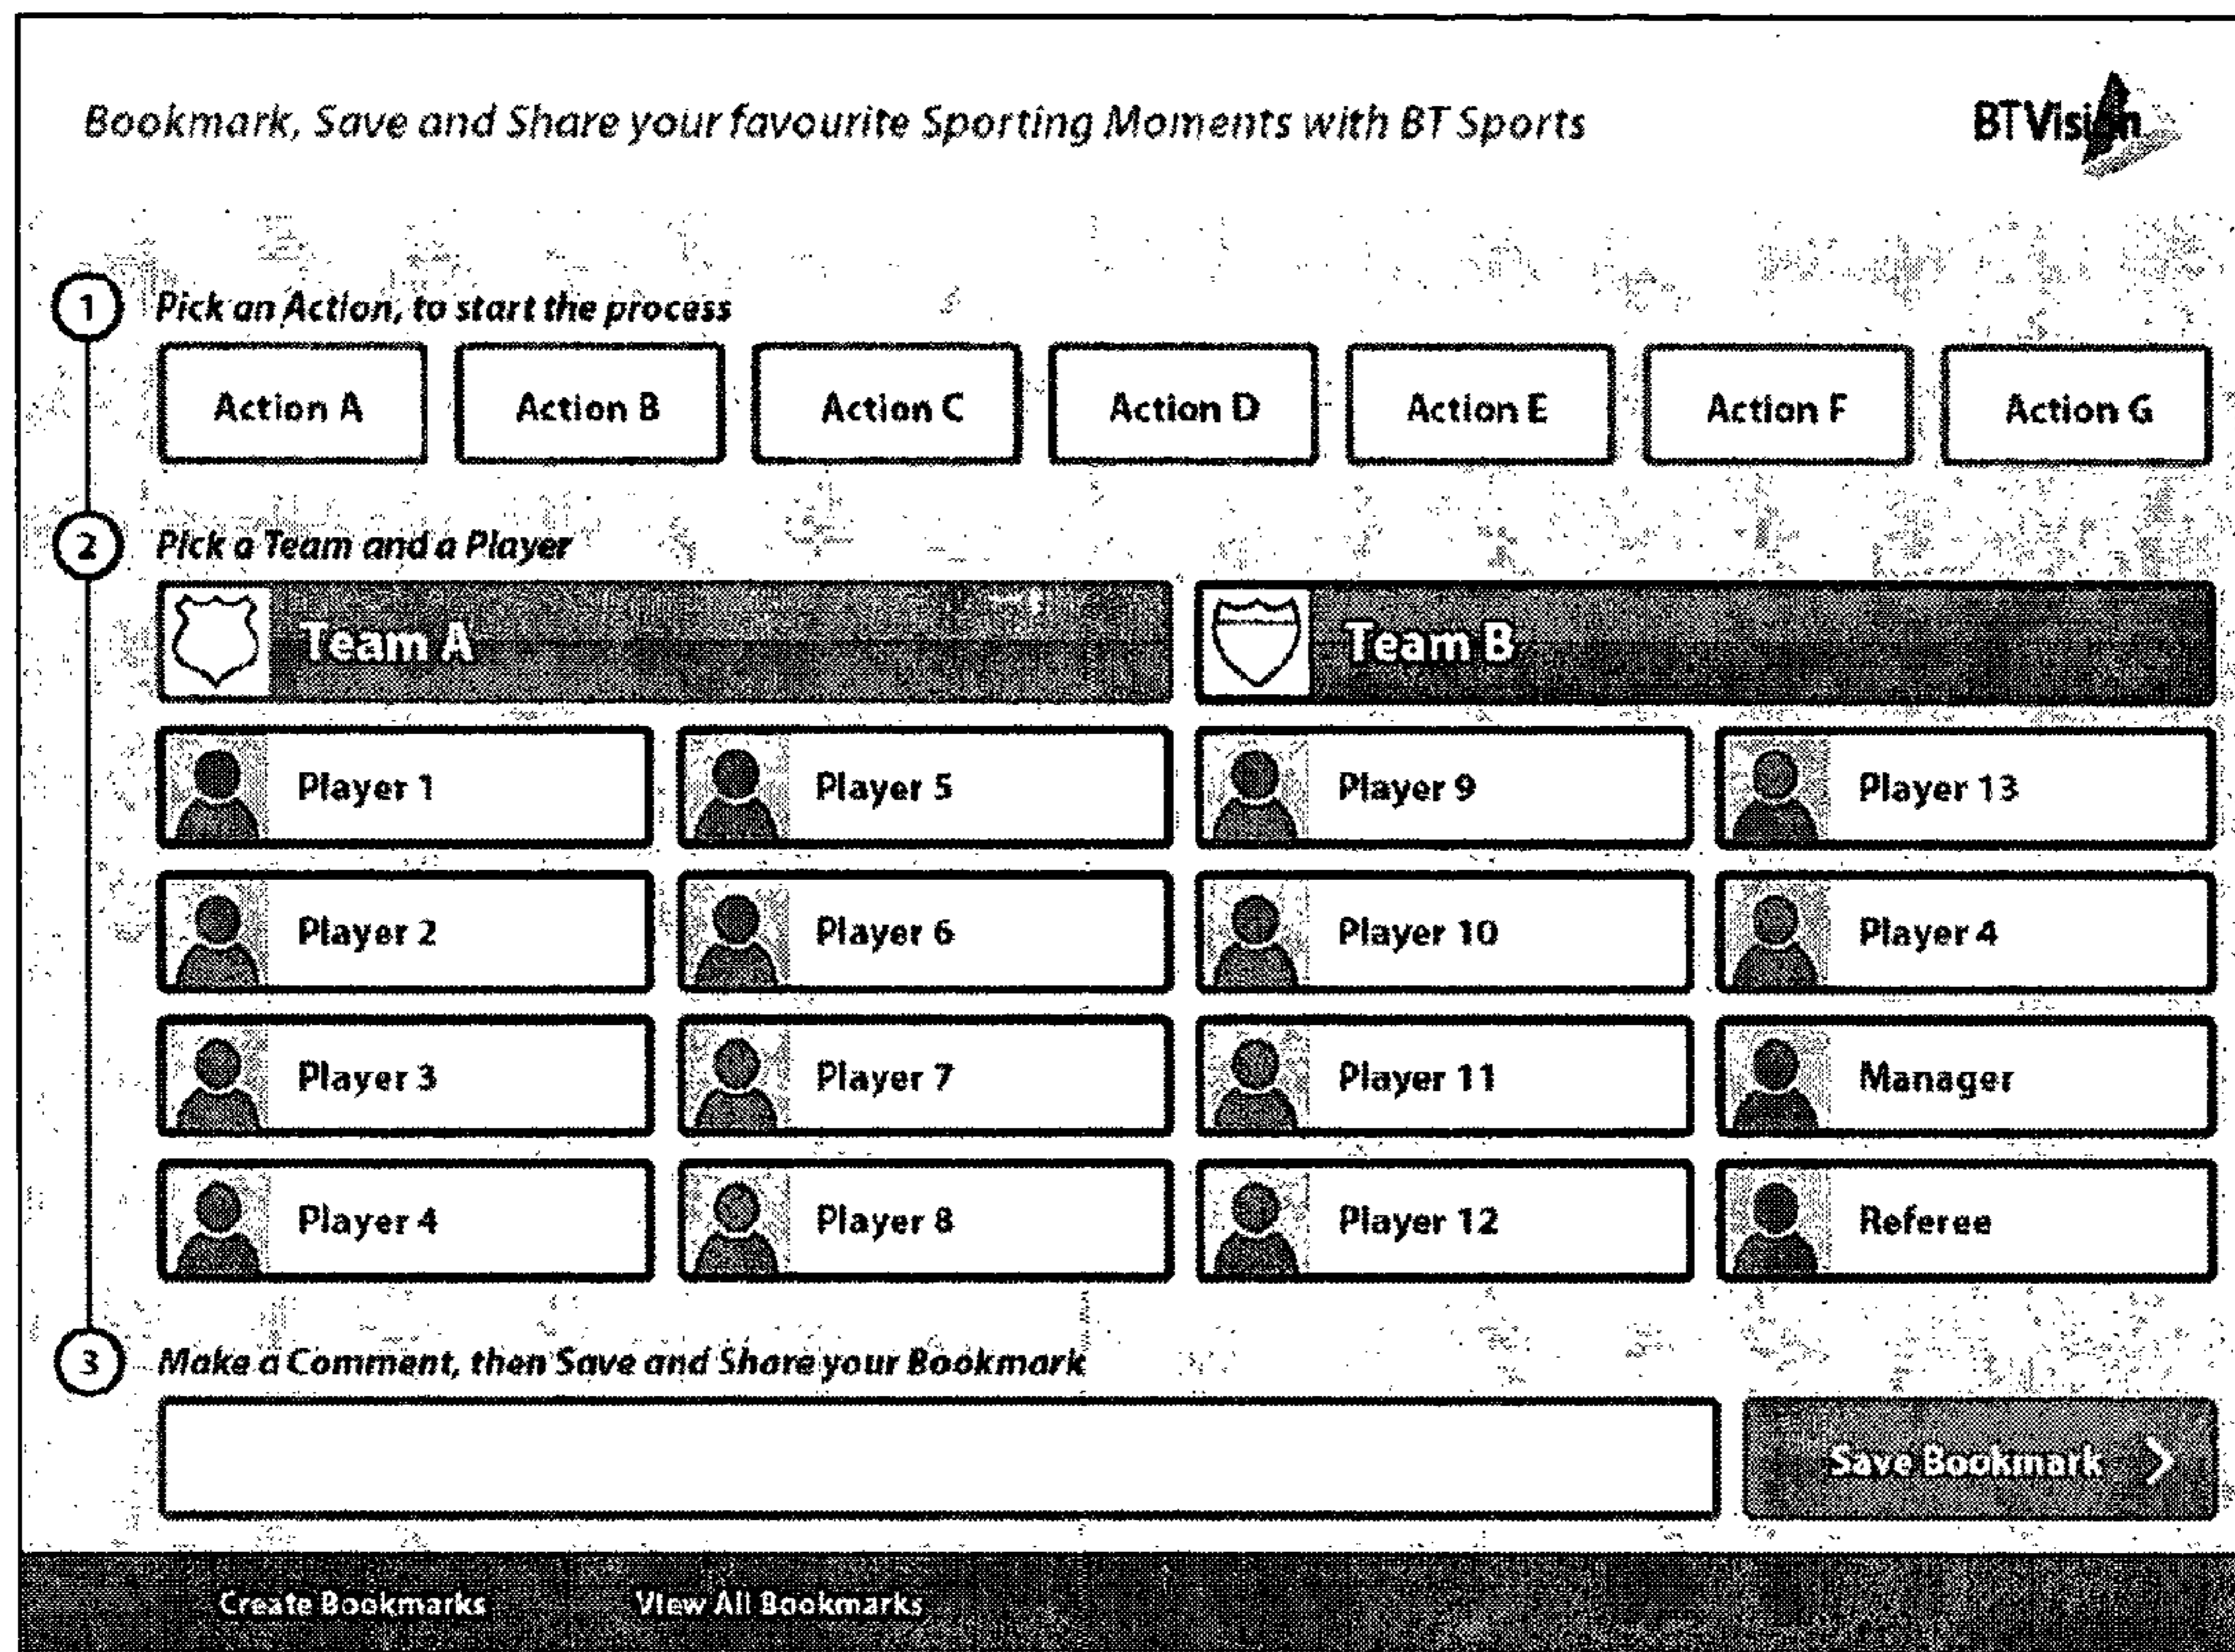 Bookmark, Save and Share your favourite Sporting Moments with BT Sports
BTVision
1 Pick an Action, to start the process
Action A Action B Action C Action D Action E Action F Action G
2 Pick a Team and a Player
Team A Team B
Player 1 Player 5 Player 9 Player 13
Player 2 Player 6 Player 10 Player 4
Player 3 Player 7 Player 11 Manager
Player 4 Player 8 Player 12 Referee
3 Make a Comment, then Save and Share your Bookmark
Save Bookmark >
Create Bookmarks View All Bookmarks